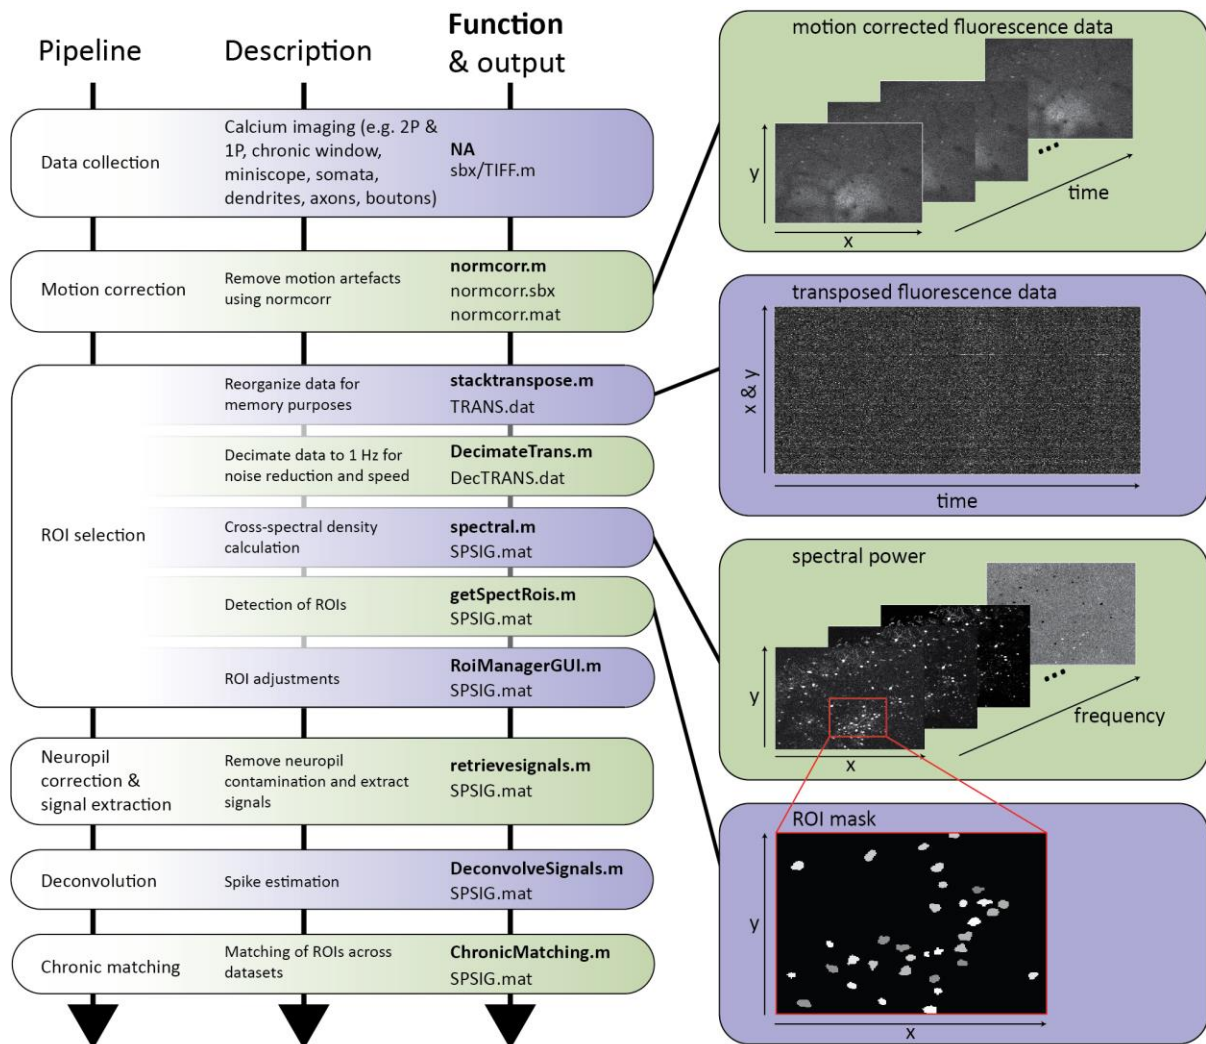 Pipeline
Description
Function
& output
Data collection
Calcium imaging (e.g. 2P &
1P, chronic window,
miniscope, somata,
dendrites, axons, boutons)
NA
sbx/TIFF.m
Motion correction
Remove motion artefacts
using normcorr
normcorr.m
normcorr.sbx
normcorr.mat
ROI selection
Reorganize data for
memory purposes
stacktranspose.m
TRANS.dat
Decimate data to 1 Hz for
noise reduction and speed
DecimateTrans.m
DecTRANS.dat
Cross-spectral density
calculation
spectral.m
SPSIG.mat
Detection of ROIs
getSpectRois.m
SPSIG.mat
ROI adjustments
RoiManagerGUI.m
SPSIG.mat
Neuropil
correction &
signal extraction
Remove neuropil
contamination and extract
signals
retrievesignals.m
SPSIG.mat
Deconvolution
Spike estimation
DeconvolveSignals.m
SPSIG.mat
Chronic matching
Matching of ROIs across
datasets
ChronicMatching.m
SPSIG.mat
motion corrected fluorescence data
y
x
time
transposed fluorescence data
x & y
time
spectral power
y
x
frequency
ROI mask
y
x